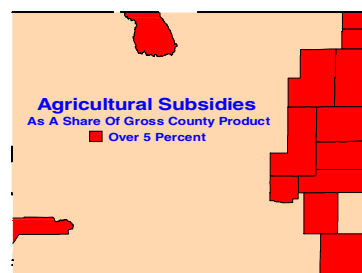 Agricultural Subsidies
As A Share Of Gross County Product
Over 5 Percent